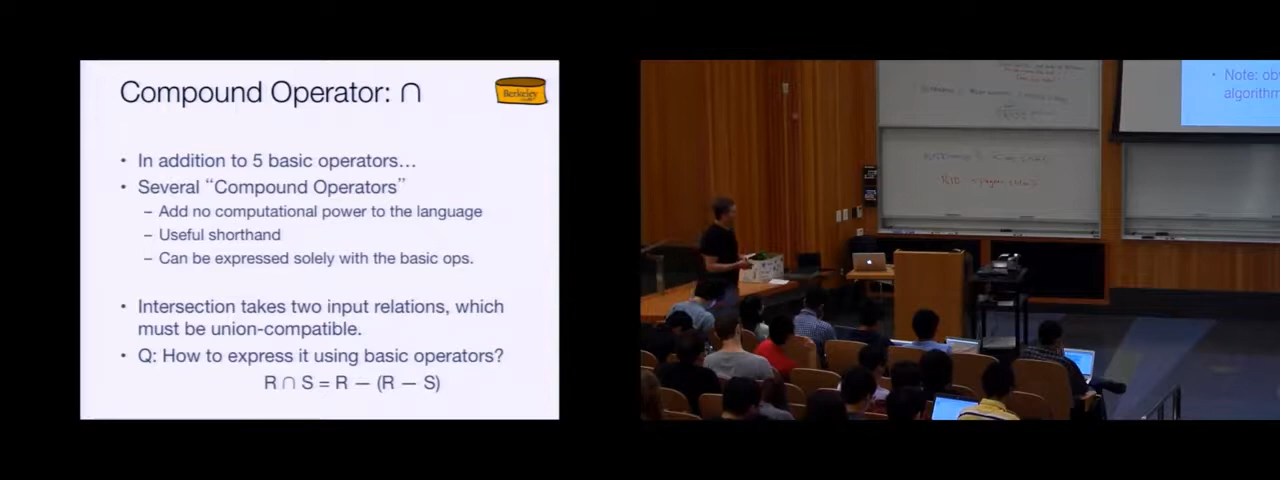 Compound Operator: ∩
Berkeley
• In addition to 5 basic operators…
• Several “Compound Operators”
– Add no computational power to the language
– Useful shorthand
– Can be expressed solely with the basic ops.
• Intersection takes two input relations, which
must be union-compatible.
• Q: How to express it using basic operators?
R ∩ S = R – (R – S)
• Note:
algorithm
RID